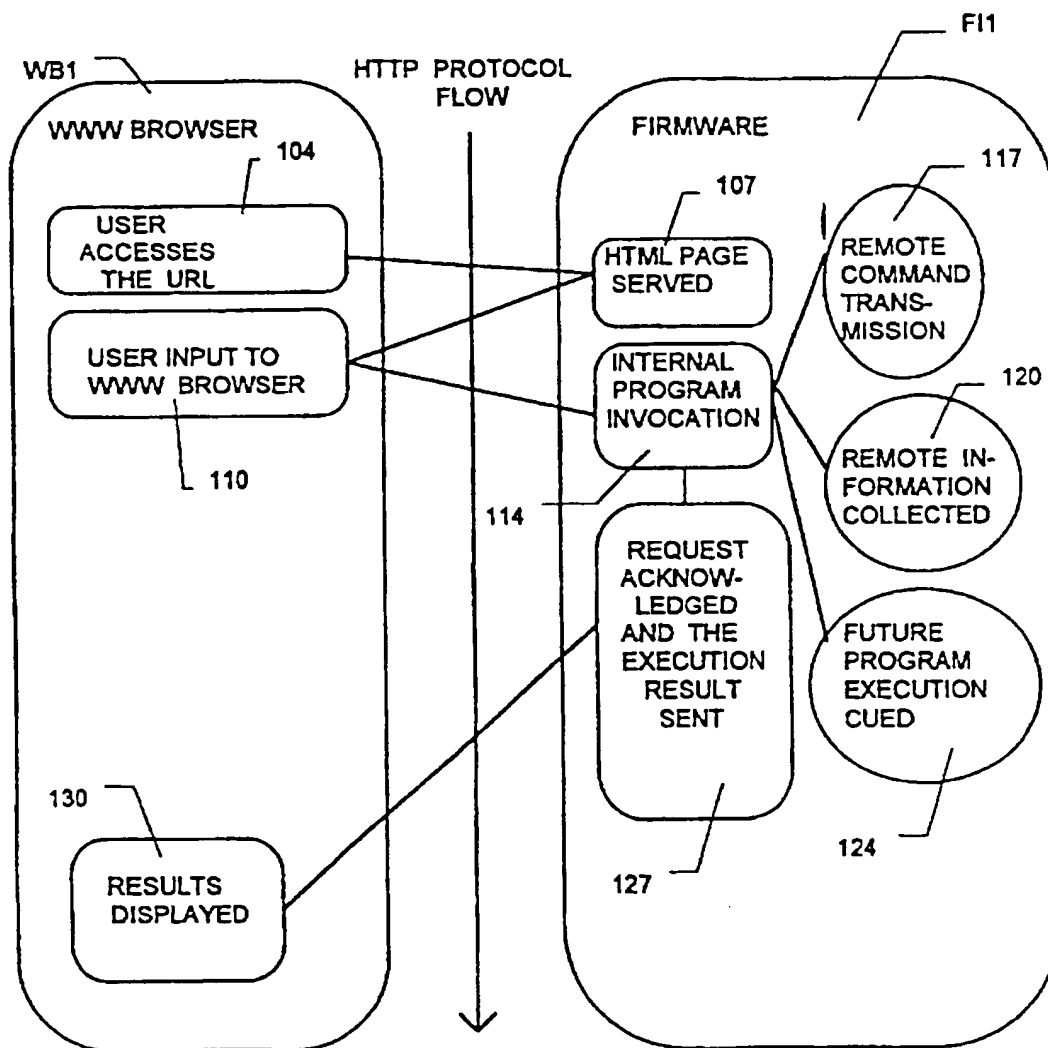 WB1
WWW BROWSER
104
USER
ACCESSES
THE URL
USER INPUT TO
WWW BROWSER
110
130
RESULTS
DISPLAYED
HTTP PROTOCOL
FLOW
FI1
FIRMWARE
107
HTML PAGE
SERVED
INTERNAL
PROGRAM
INVOCATION
114
REQUEST
ACKNOW-
LEDGED
AND THE
EXECUTION
RESULT
SENT
127
117
REMOTE
COMMAND
TRANS-
MISSION
120
REMOTE IN-
FORMATION
COLLECTED
FUTURE
PROGRAM
EXECUTION
CUED
124